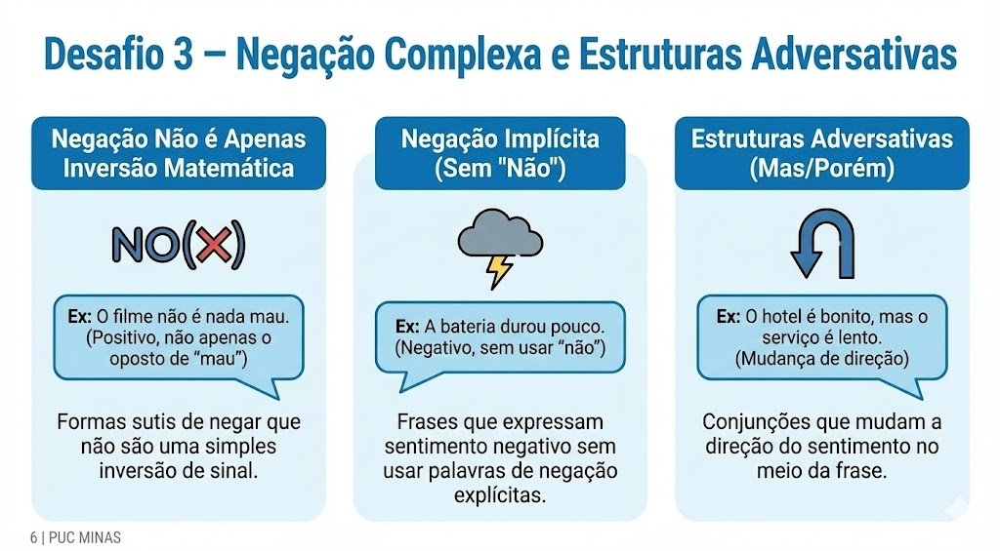 Desafio 3 – Negação Complexa e Estruturas Adversativas
Negação Não é Apenas
Inversão Matemática
NO(X)
Ex: O filme não é nada mau.
(Positivo, não apenas o
oposto de “mau”)
Formas sutis de negar que
não são uma simples
inversão de sinal.
Negação Implícita
(Sem "Não")
Ex: A bateria durou pouco.
(Negativo, sem usar “não”)
Frases que expressam
sentimento negativo sem
usar palavras de negação
explícitas.
Estruturas Adversativas
(Mas/Porém)
Ex: O hotel é bonito, mas o
serviço é lento.
(Mudança de direção)
Conjunções que mudam a
direção do sentimento no
meio da frase.
6 | PUC MINAS